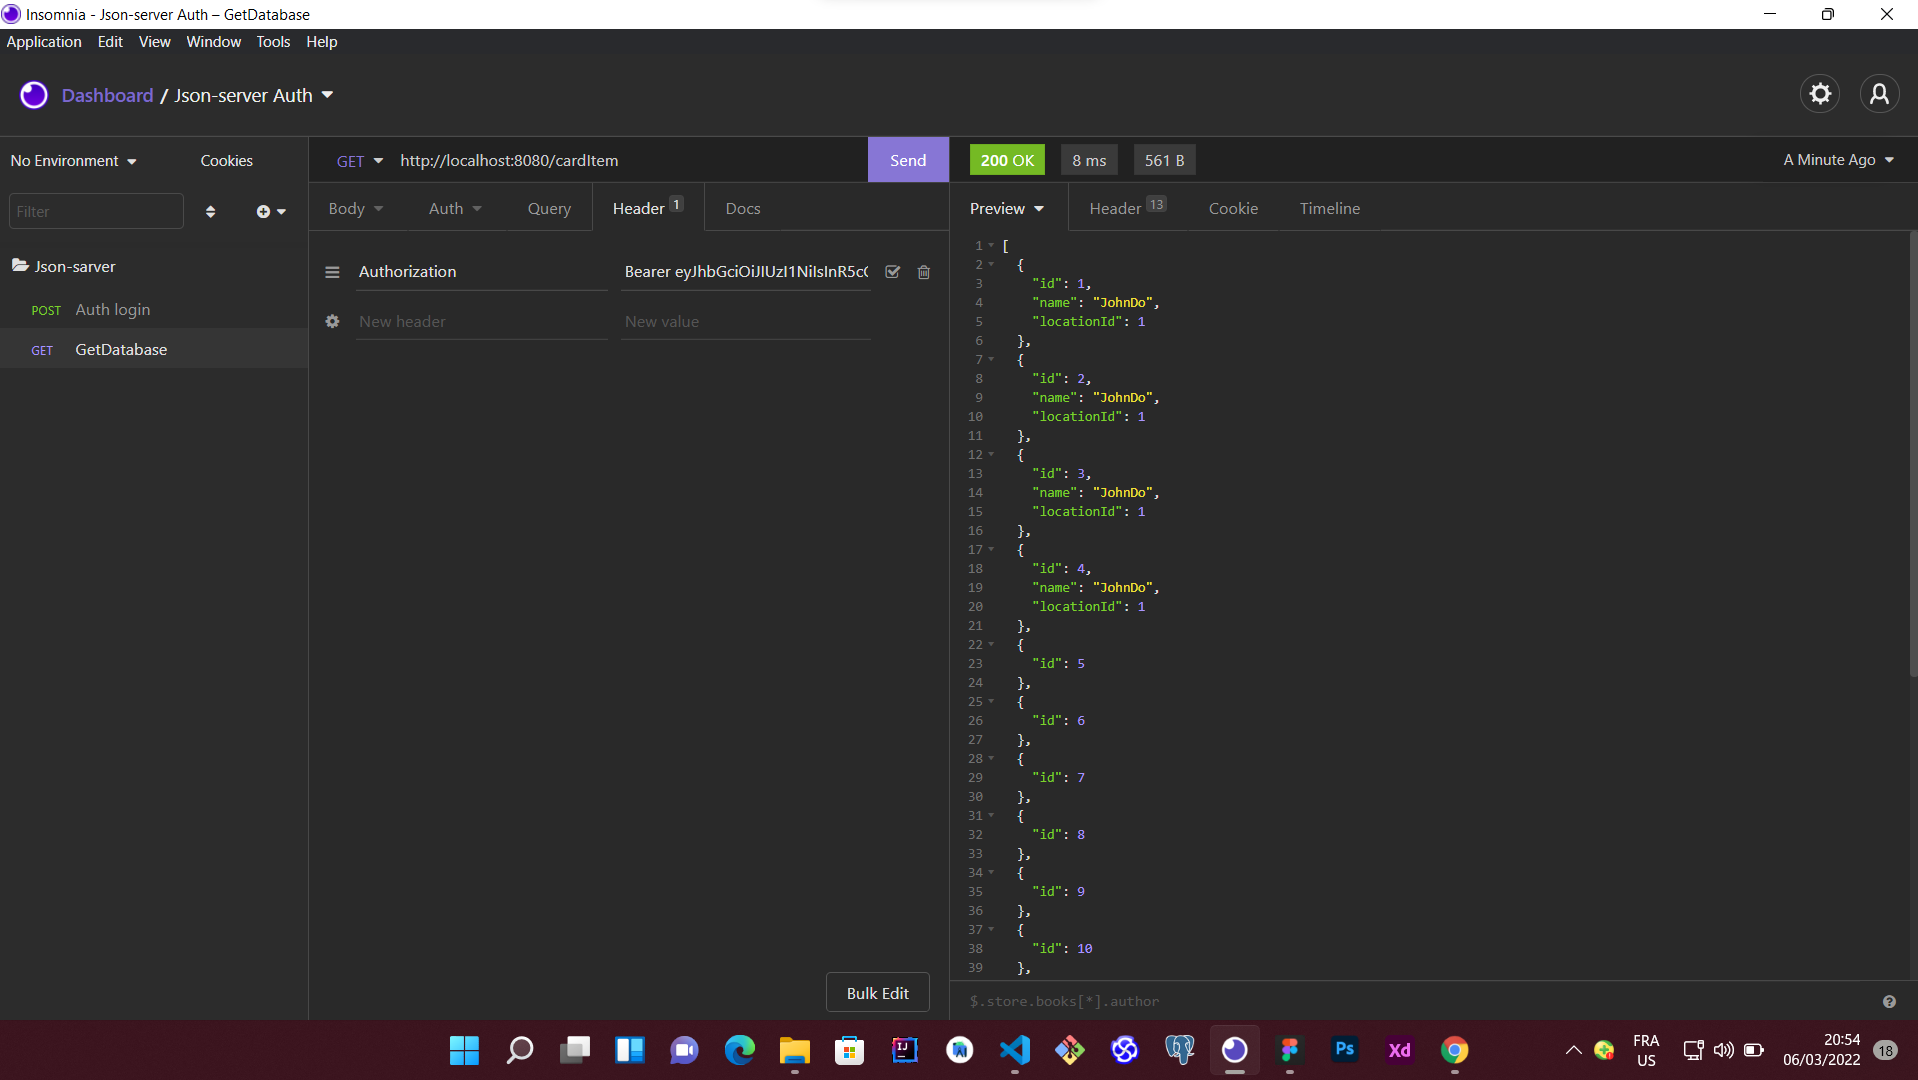 Insomnia - Json-server Auth – GetDatabase
Application Edit View Window Tools Help
Dashboard / Json-server Auth
No Environment Cookies
GET http://localhost:8080/cardItem Send
200 OK 8 ms 561 B A Minute Ago
Filter
Body Auth Query Header 1 Docs
Preview Header 13 Cookie Timeline
Json-sarver
POST Auth login
GET GetDatabase
Authorization Bearer eyJhbGciOiJIUzI1NiIsInR5cC
New header New value
Bulk Edit
1 [
2 {
3 "id": 1,
4 "name": "JohnDo",
5 "locationId": 1
6 },
7 {
8 "id": 2,
9 "name": "JohnDo",
10 "locationId": 1
11 },
12 {
13 "id": 3,
14 "name": "JohnDo",
15 "locationId": 1
16 },
17 {
18 "id": 4,
19 "name": "JohnDo",
20 "locationId": 1
21 },
22 {
23 "id": 5
24 },
25 {
26 "id": 6
27 },
28 {
29 "id": 7
30 },
31 {
32 "id": 8
33 },
34 {
35 "id": 9
36 },
37 {
38 "id": 10
39 },
$.store.books[*].author
IJ
Ps
Xd
FRA
US
20:54
06/03/2022
18